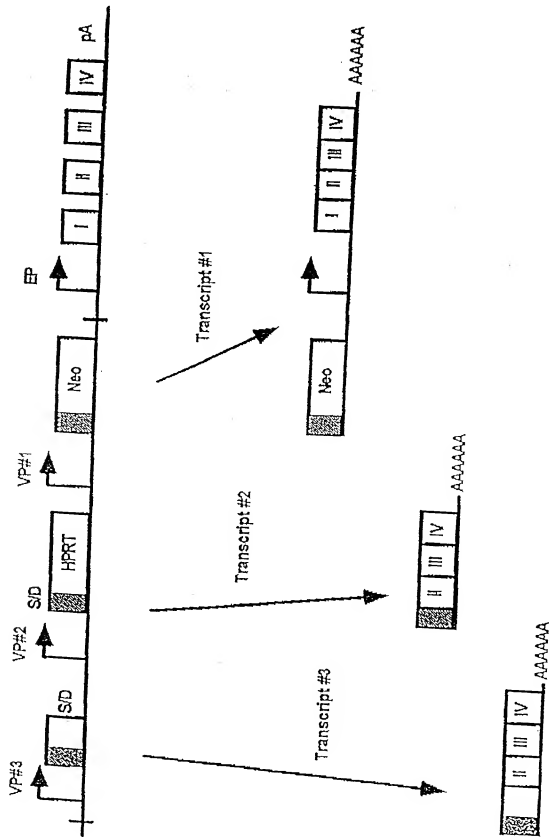 VP#3
S/D
VP#2
S/D
HPRT
VP#1
Neo
EP
I
II
III
IV
pA
Transcript #3
Transcript #2
Transcript #1
Neo
I
II
III
IV
AAAAAA
II
III
IV
AAAAAA
II
III
IV
AAAAAA